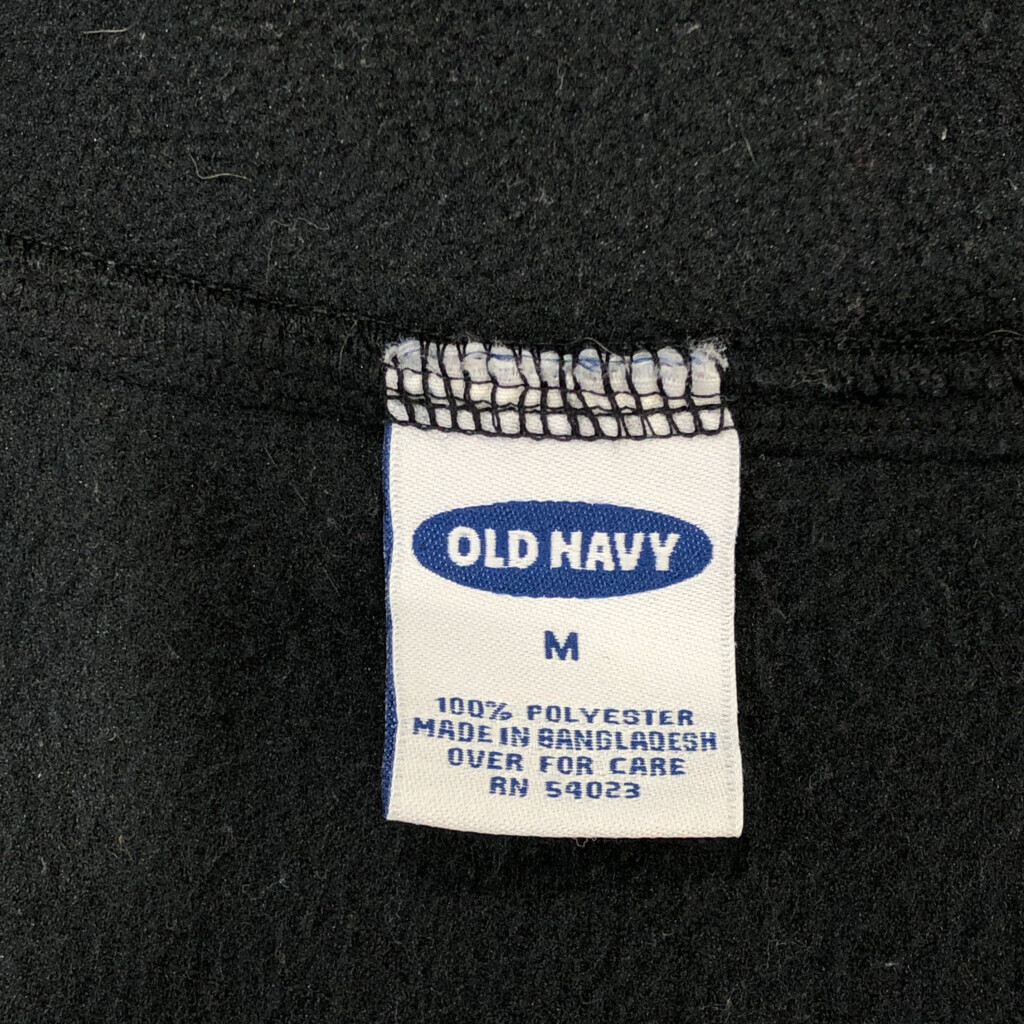 OLD NAVY
M
100% POLYESTER
MADE IN BANGLADESH
OVER FOR CARE
RN 54023